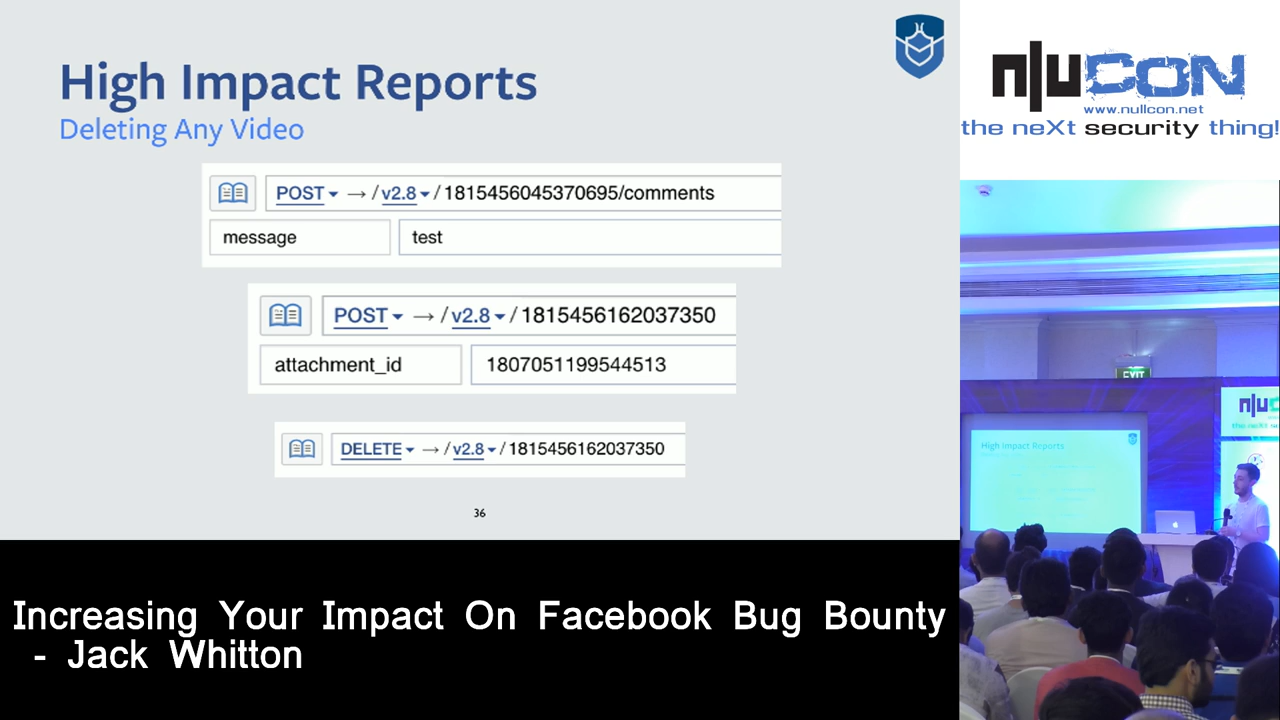 High Impact Reports
Deleting Any Video
POST → / v2.8 / 1815456045370695/comments
message test
POST → / v2.8 / 1815456162037350
attachment_id 1807051199544513
DELETE → / v2.8 / 1815456162037350
36
Increasing Your Impact On Facebook Bug Bounty
- Jack Whitton
n|uCON
www.nullcon.net
the neXt security thing!
EXIT
High Impact Reports